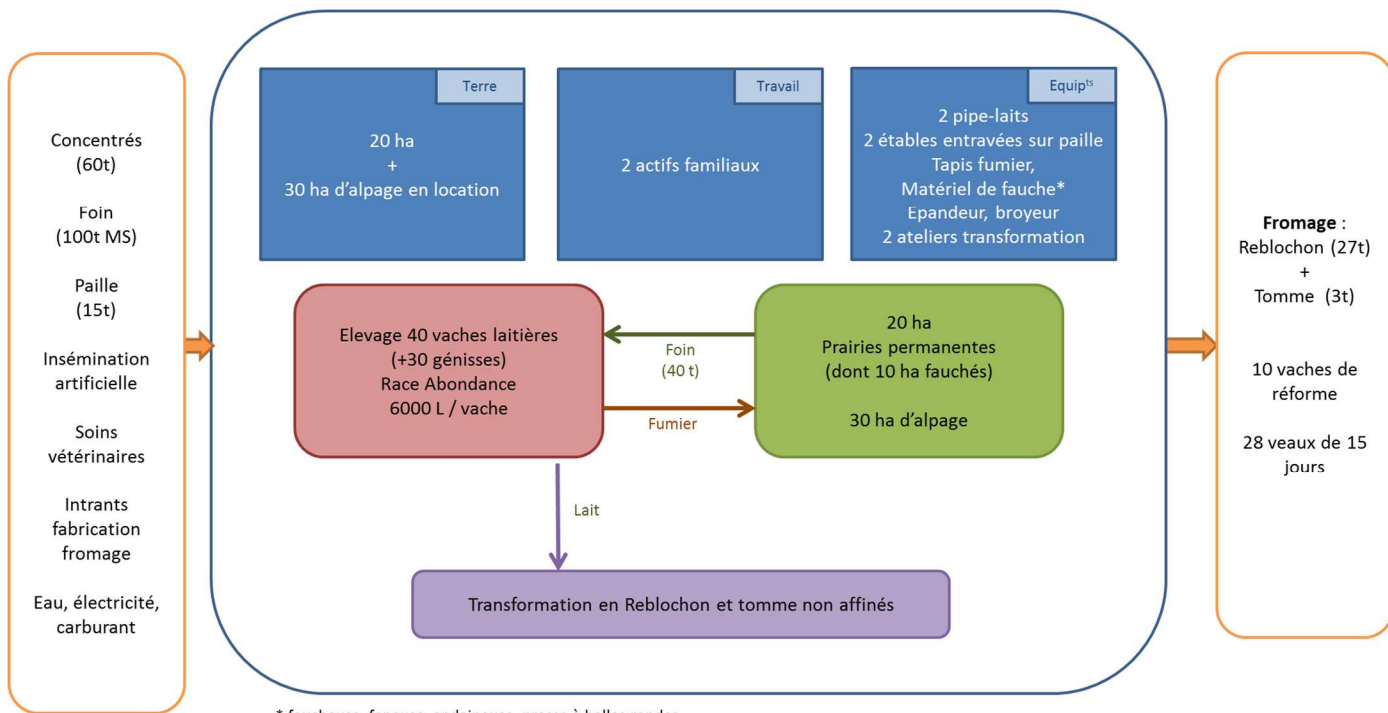 Concentrés
(60t)
Foin
(100t MS)
Paille
(15t)
Insémination
artificielle
Soins
vétérinaires
Intrants
fabrication
fromage
Eau, électricité,
carburant
Terre
20 ha
+
30 ha d'alpage en location
Travail
2 actifs familiaux
Equipᵗˢ
2 pipe-laits
2 étables entravées sur paille
Tapis fumier,
Matériel de fauche*
Epandeur, broyeur
2 ateliers transformation
Elevage 40 vaches laitières
(+30 génisses)
Race Abondance
6000 L / vache
Foin
(40 t)
Fumier
20 ha
Prairies permanentes
(dont 10 ha fauchés)
30 ha d'alpage
Lait
Transformation en Reblochon et tomme non affinés
Fromage :
Reblochon (27t)
+
Tomme (3t)
10 vaches de
réforme
28 veaux de 15
jours